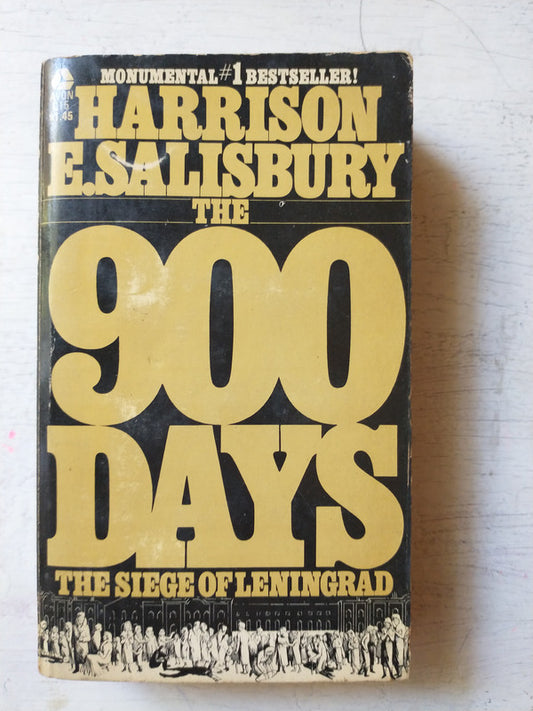 MONUMENTAL #1 BESTSELLER!
HARRISON
E. SALISBURY
THE
900
DAYS
THE SIEGE OF LENINGRAD